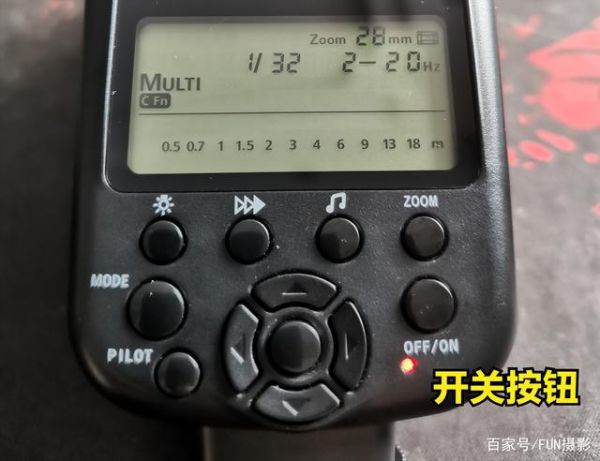 Zoom 28 mm
1/32 2-20 Hz
MULTI
C Fn
0.5 0.7 1 1.5 2 3 4 6 9 13 18 m
ZOOM
MODE
PILOT
OFF/ON
开关按钮
百家号/FUN摄影